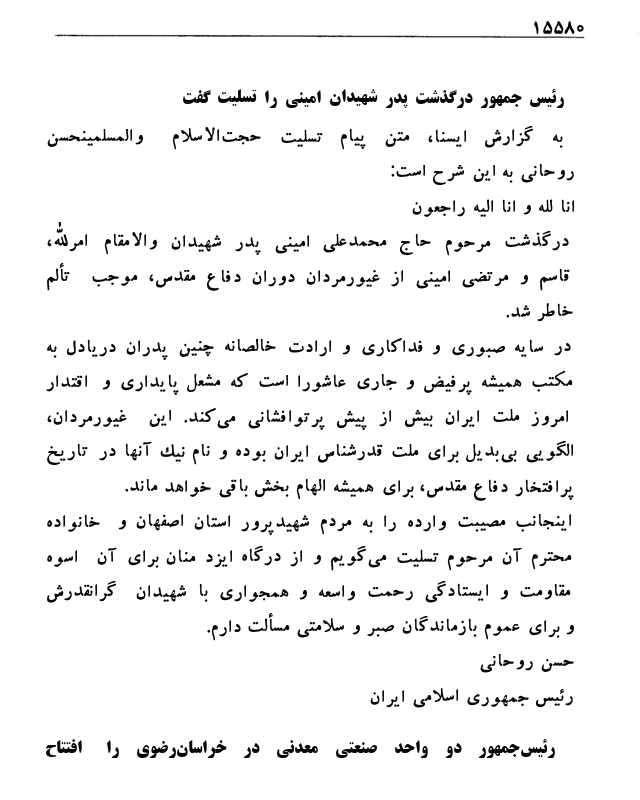 ۱۵۵۸۰
رئیس جمهور درگذشت پدر شهیدان امینی را تسلیت گفت
به گزارش ایسنا، متن پیام تسلیت حجت‌الاسلام والمسلمینحسن
روحانی به این شرح است:
انا لله و انا الیه راجعون
درگذشت مرحوم حاج محمدعلی امینی پدر شهیدان والامقام امرالله،
قاسم و مرتضی امینی از غیورمردان دوران دفاع مقدس، موجب تألم
خاطر شد.
در سایه صبوری و فداکاری و ارادت خالصانه چنین پدران دریادل به
مکتب همیشه پرفیض و جاری عاشورا است که مشعل پایداری و اقتدار
امروز ملت ایران بیش از پیش پرتوافشانی می‌کند. این غیورمردان،
الگویی بی‌بدیل برای ملت قدرشناس ایران بوده و نام نیك آنها در تاریخ
پرافتخار دفاع مقدس، برای همیشه الهام بخش باقی خواهد ماند.
اینجانب مصیبت وارده را به مردم شهیدپرور استان اصفهان و خانواده
محترم آن مرحوم تسلیت می‌گویم و از درگاه ایزد منان برای آن اسوه
مقاومت و ایستادگی رحمت واسعه و همجواری با شهیدان گرانقدرش
و برای عموم بازماندگان صبر و سلامتی مسألت دارم.
حسن روحانی
رئیس جمهوری اسلامی ایران
رئیس‌جمهور دو واحد صنعتی معدنی در خراسان‌رضوی را افتتاح